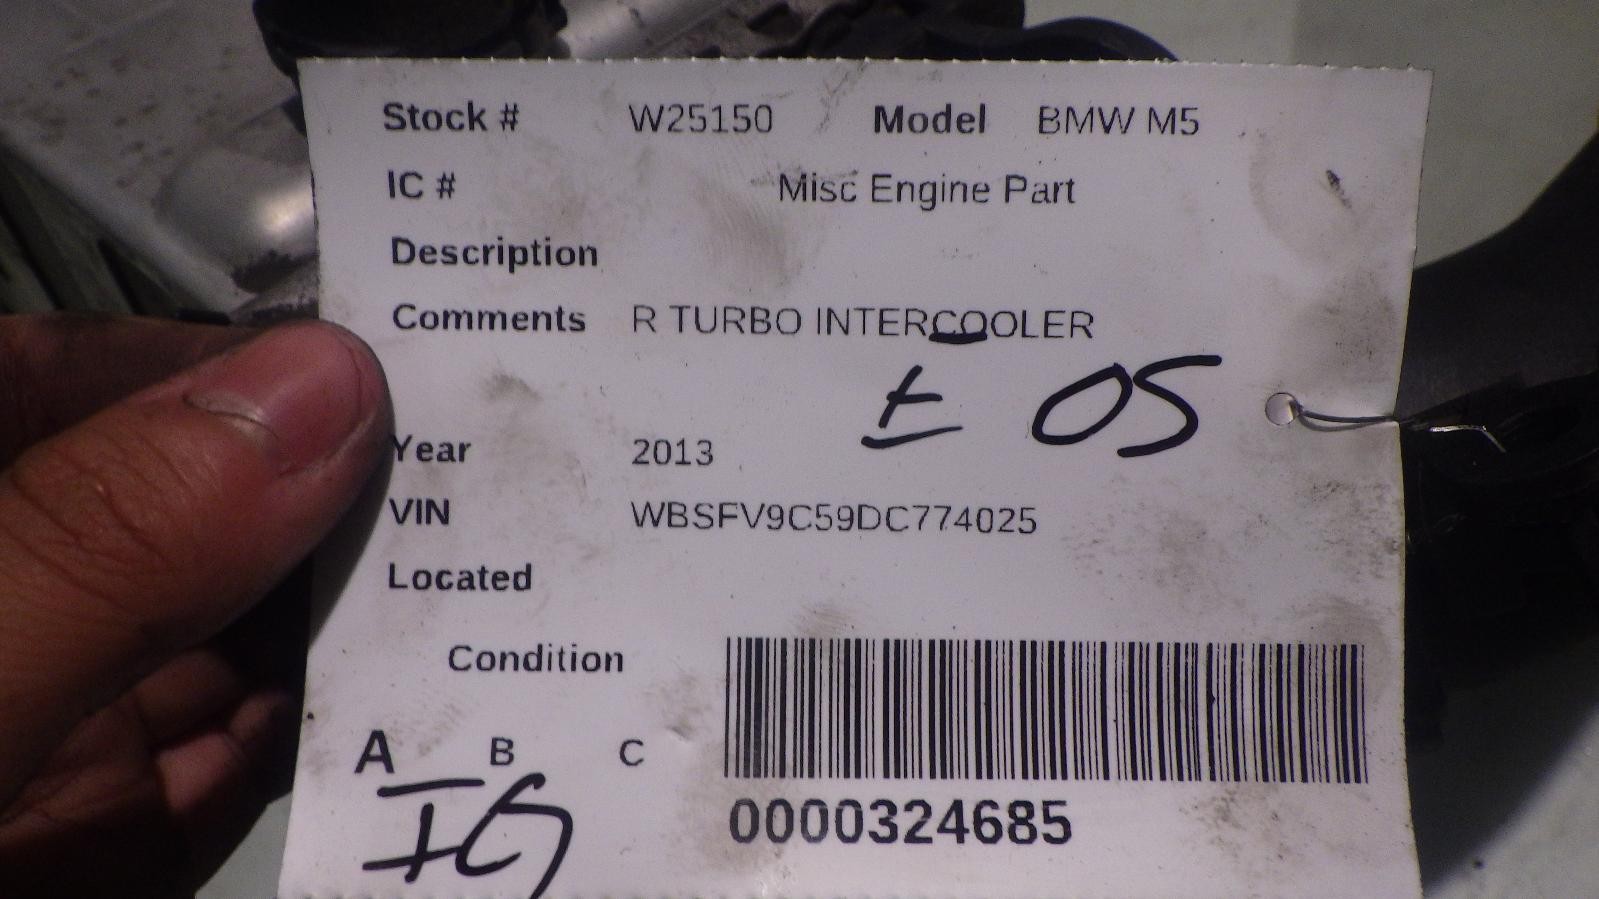 Stock # W25150 Model BMW M5
IC # Misc Engine Part
Description
Comments R TURBO INTERCOOLER
± OS
Year 2013
VIN WBSFV9C59DC774025
Located
Condition
A B C
0000324685